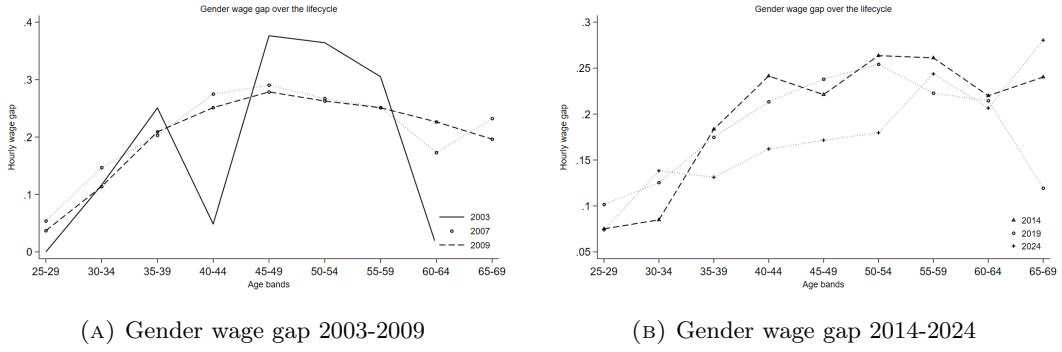 Gender wage gap over the lifecycle
Hourly wage gap
.4
.3
.2
.1
0
25-29 30-34 35-39 40-44 45-49 50-54 55-59 60-64 65-69
Age bands
2003
2007
2009
(A) Gender wage gap 2003-2009
Gender wage gap over the lifecycle
Hourly wage gap
.3
.25
.2
.15
.1
.05
25-29 30-34 35-39 40-44 45-49 50-54 55-59 60-64 65-69
Age bands
2014
2019
2024
(B) Gender wage gap 2014-2024